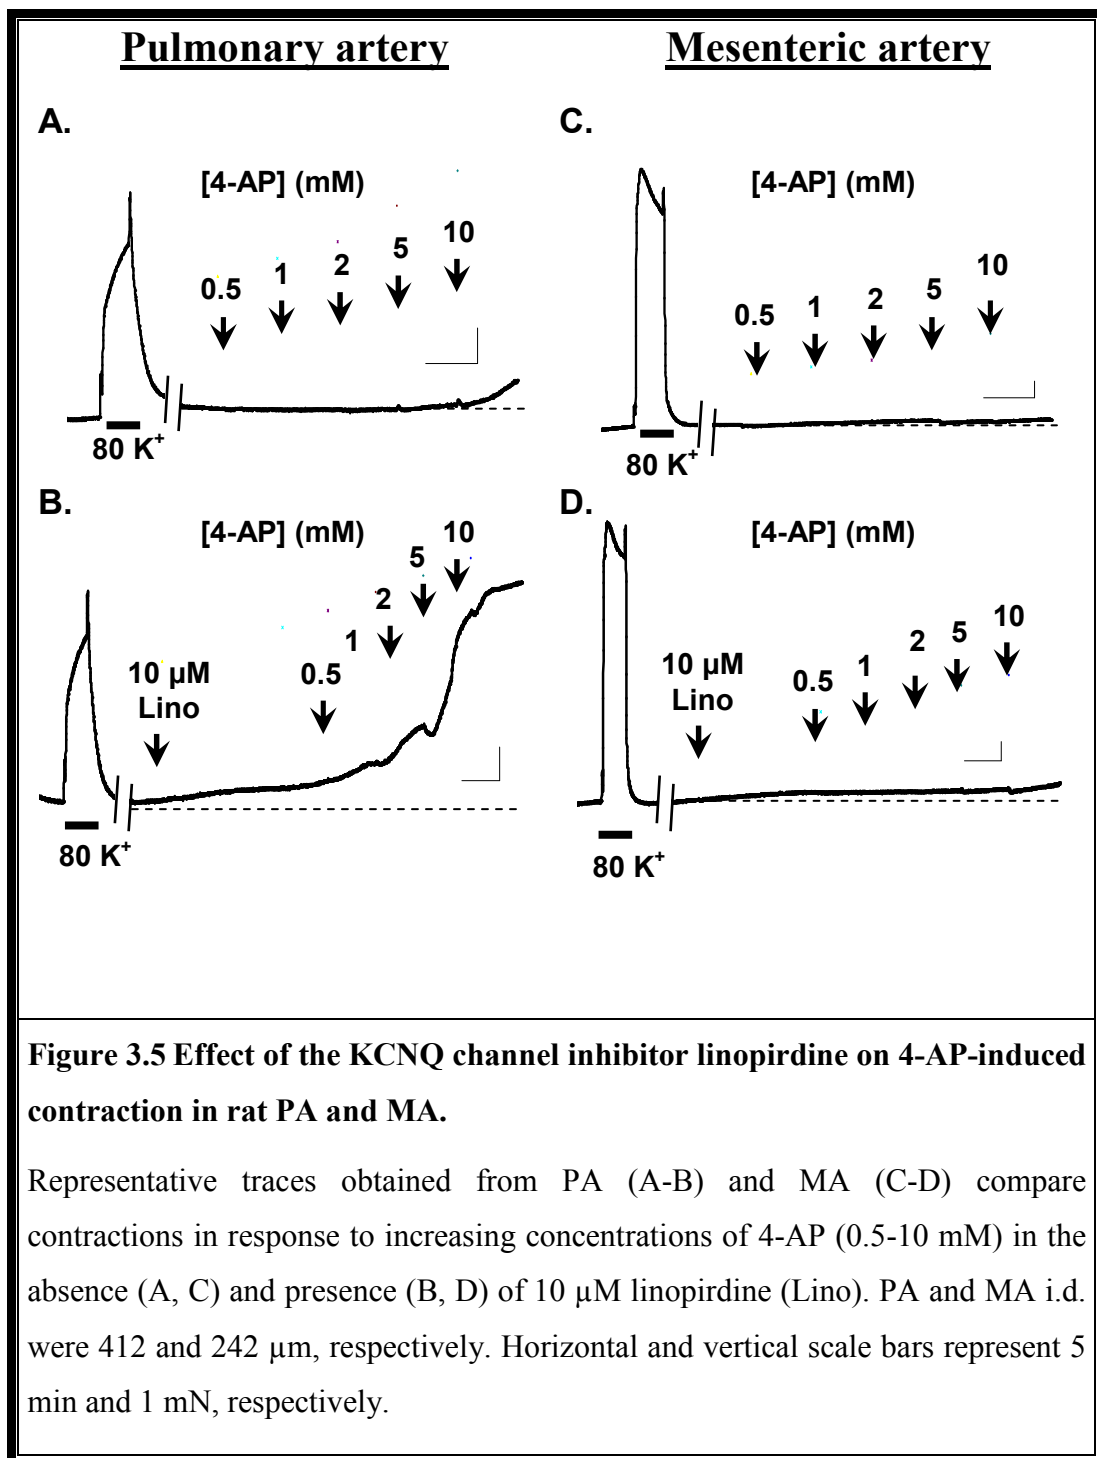 Pulmonary artery
Mesenteric artery
A.
[4-AP] (mM)
0.5
1
2
5
10
80 K⁺
C.
[4-AP] (mM)
0.5
1
2
5
10
80 K⁺
B.
[4-AP] (mM)
10 µM
Lino
0.5
1
2
5
10
80 K⁺
D.
[4-AP] (mM)
10 µM
Lino
0.5
1
2
5
10
80 K⁺
Figure 3.5 Effect of the KCNQ channel inhibitor linopirdine on 4-AP-induced
contraction in rat PA and MA.
Representative traces obtained from PA (A-B) and MA (C-D) compare
contractions in response to increasing concentrations of 4-AP (0.5-10 mM) in the
absence (A, C) and presence (B, D) of 10 µM linopirdine (Lino). PA and MA i.d.
were 412 and 242 µm, respectively. Horizontal and vertical scale bars represent 5
min and 1 mN, respectively.